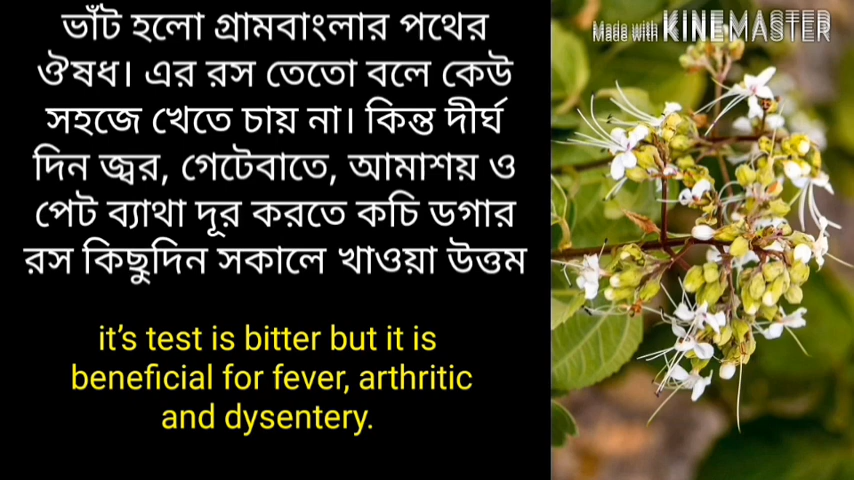 ভাঁট হলো গ্রামবাংলার পথের
ঔষধ। এর রস তেতো বলে কেউ
সহজে খেতে চায় না। কিন্ত দীর্ঘ
দিন জ্বর, গেটেবাতে, আমাশয় ও
পেট ব্যাথা দূর করতে কচি ডগার
রস কিছুদিন সকালে খাওয়া উত্তম
it's test is bitter but it is
beneficial for fever, arthritic
and dysentery.
Made with KINEMASTER